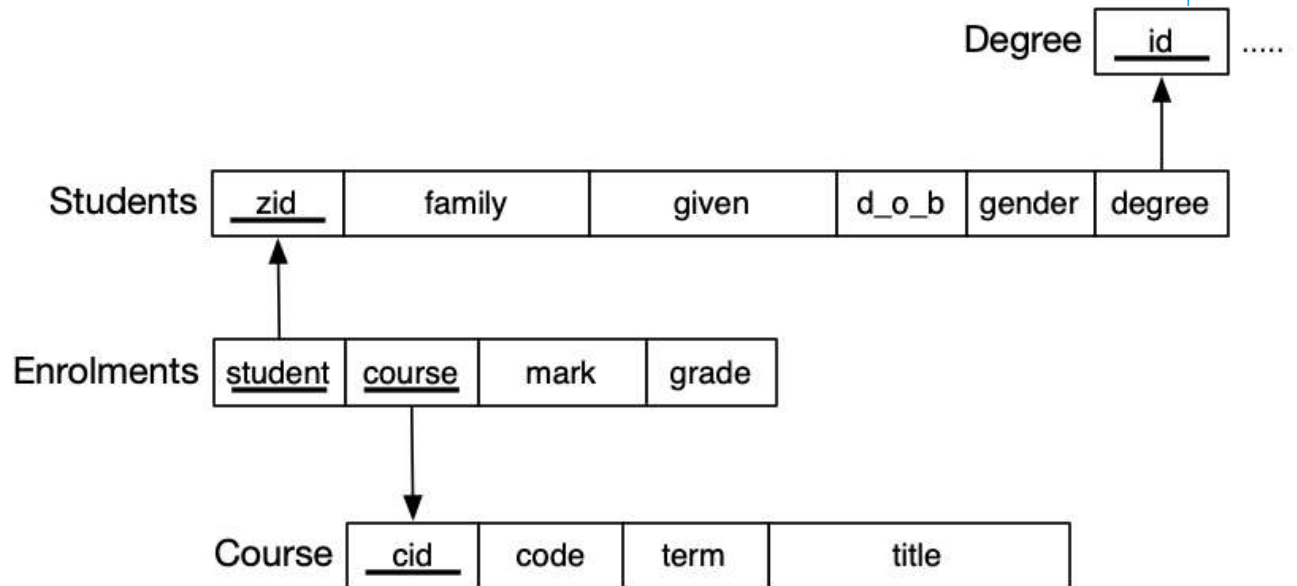 Degree id .....
Students zid family given d_o_b gender degree
Enrolments student course mark grade
Course cid code term title